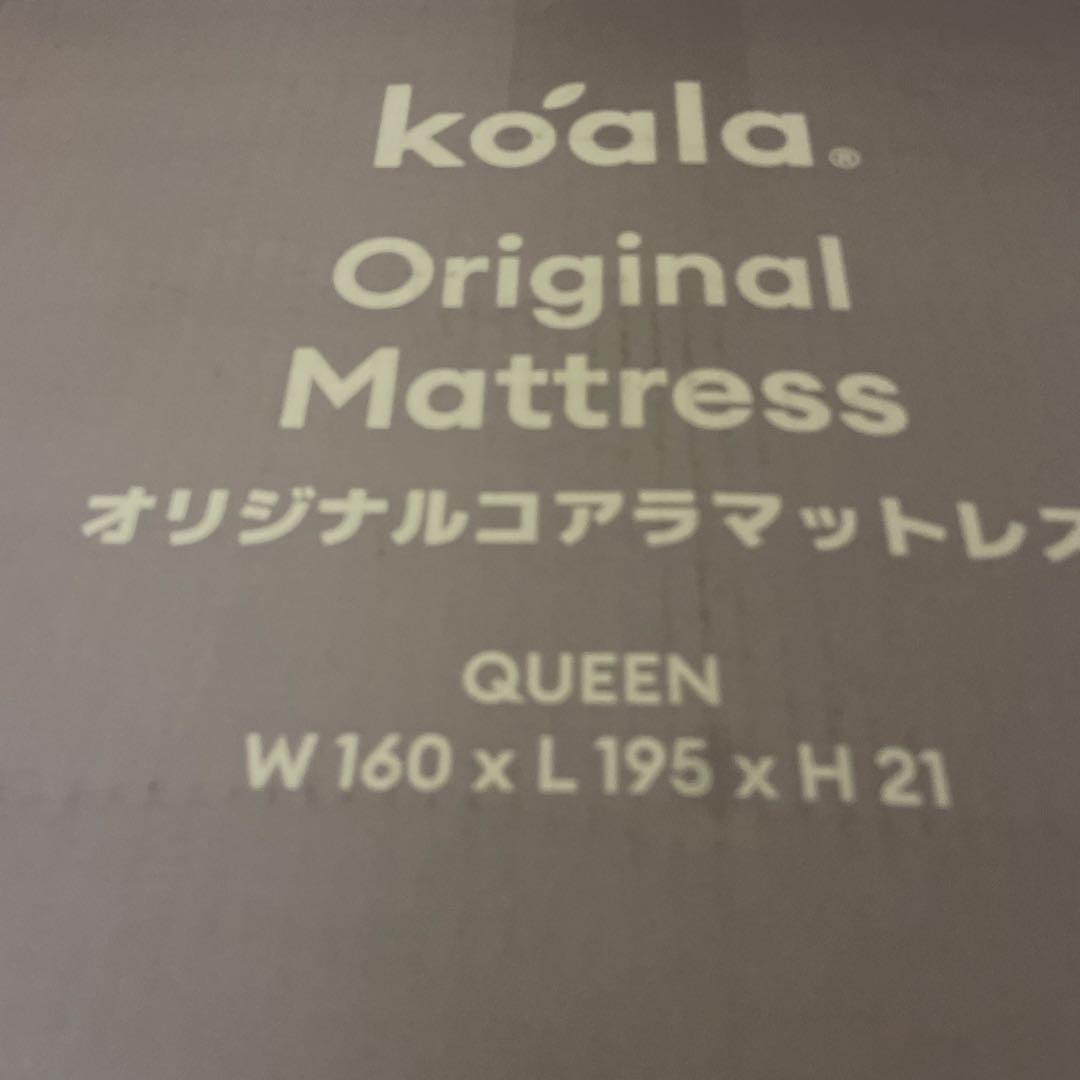 koala®
Original
Mattress
オリジナルコアラマットレス
QUEEN
W 160 x L 195 x H 21